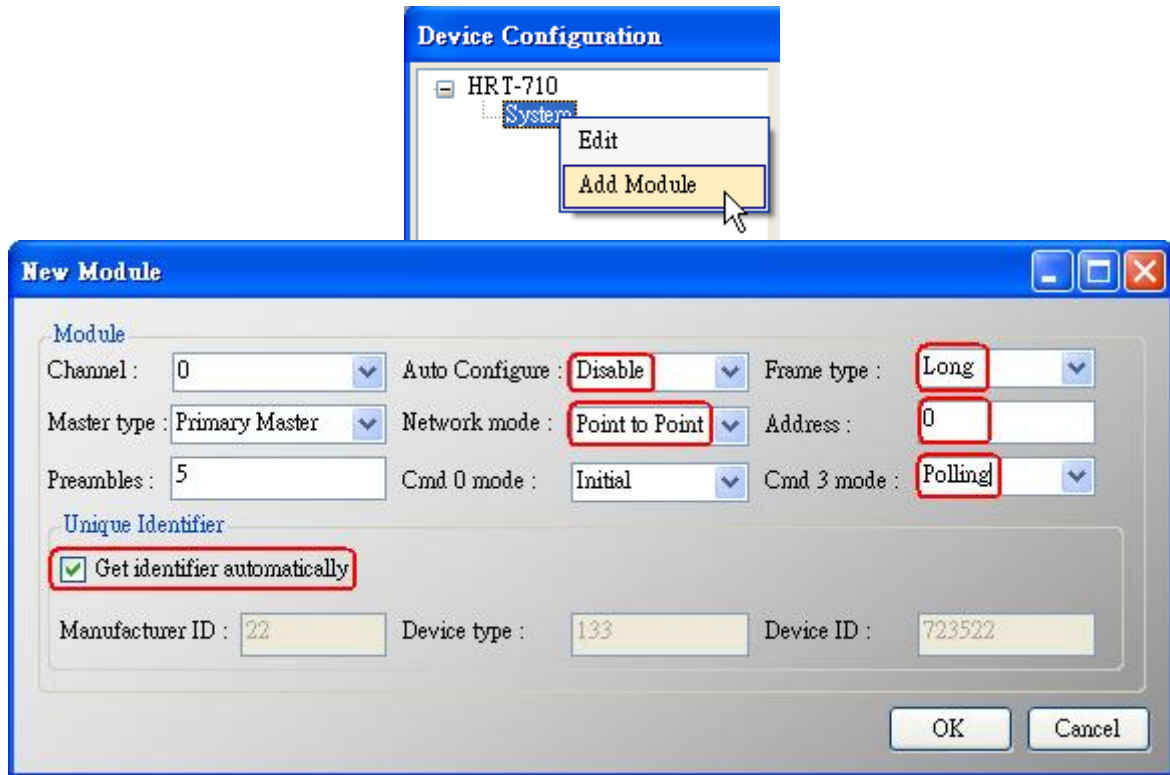 Device Configuration
HRT-710
System
Edit
Add Module
New Module
Module
Channel : 0 Auto Configure : Disable Frame type : Long
Master type : Primary Master Network mode : Point to Point Address : 0
Preambles : 5 Cmd 0 mode : Initial Cmd 3 mode : Polling
Unique Identifier
Get identifier automatically
Manufacturer ID : 22 Device type : 133 Device ID : 723522
OK Cancel